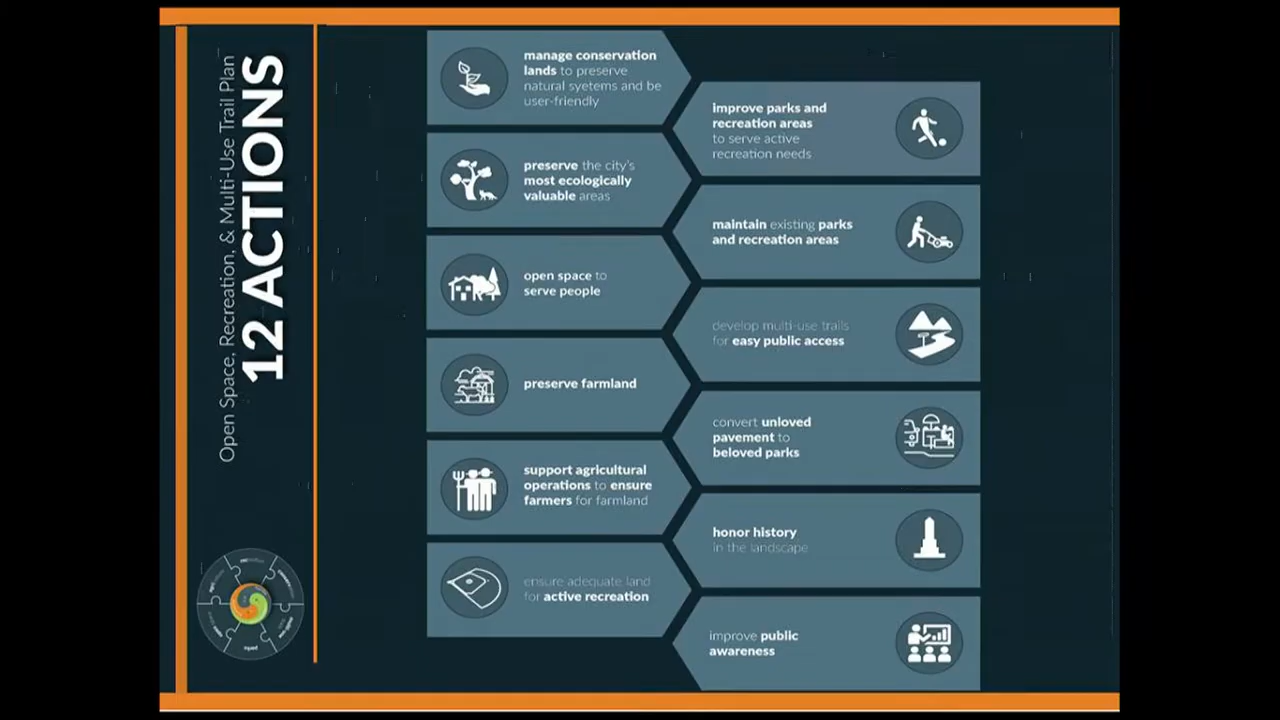 Open Space, Recreation, & Multi-Use Trail Plan
12 ACTIONS
manage conservation
lands to preserve
natural syetems and be
user-friendly
preserve the city's
most ecologically
valuable areas
open space to
serve people
preserve farmland
support agricultural
operations to ensure
farmers for farmland
ensure adequate land
for active recreation
improve parks and
recreation areas
to serve active
recreation needs
maintain existing parks
and recreation areas
develop multi-use trails
for easy public access
convert unloved
pavement to
beloved parks
honor history
in the landscape
improve public
awareness